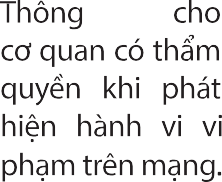 Thông cho
cơ quan có thẩm
quyền khi phát
hiện hành vi vi
phạm trên mạng.